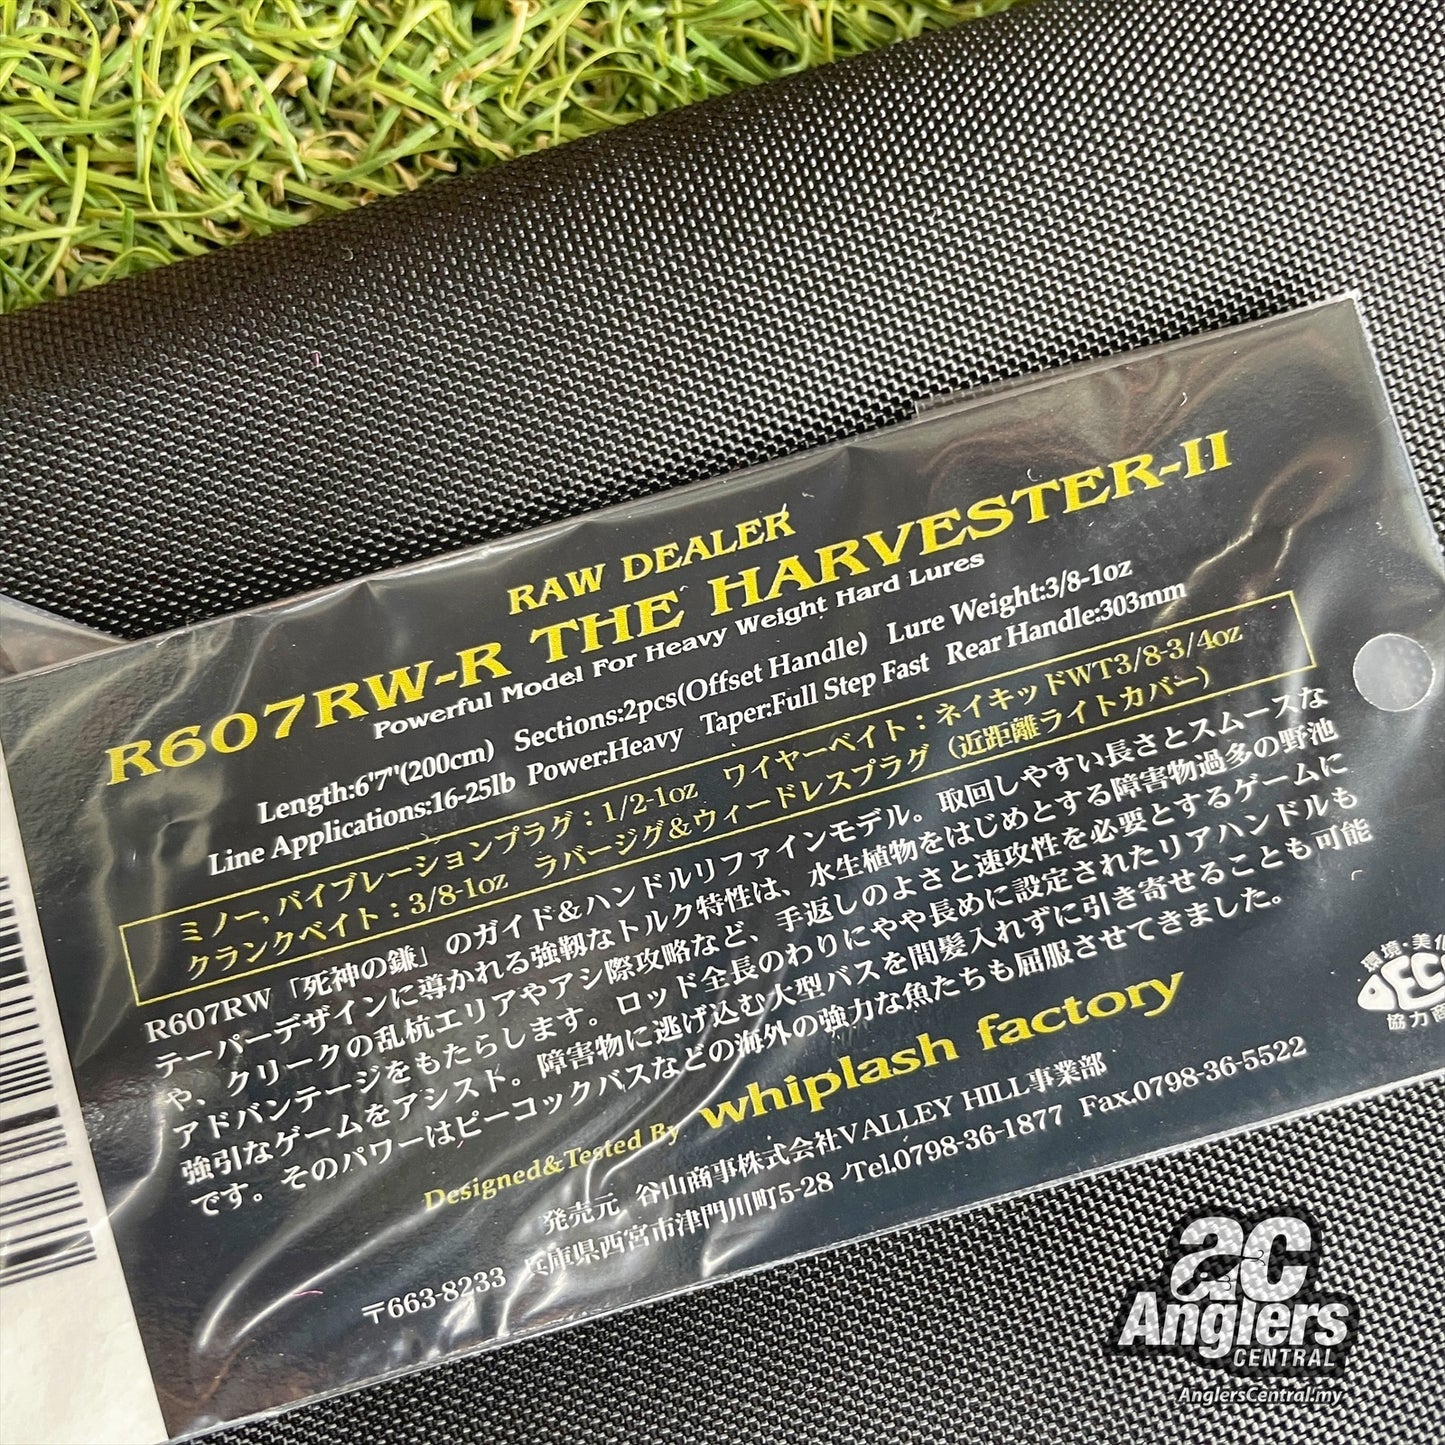 RAW DEALER
R607RW-R THE HARVESTER-II
Powerful Model For Heavy Weight Hard Lures
Length:6'7"(200cm) Sections:2pcs(Offset Handle) Lure Weight:3/8-1oz
Line Applications:16-25lb Power:Heavy Taper:Full Step Fast Rear Handle:303mm
ミノー,バイブレーションプラグ：1/2-1oz ワイヤーベイト：ネイキッドWT3/8-3/4oz
クランクベイト：3/8-1oz ラバージグ&ウィードレスプラグ（近距離ライトカバー）
R607RW「死神の鎌」のガイド&ハンドルリファインモデル。取回しやすい長さとスムースな
テーパーデザインに導かれる強靭なトルク特性は、水生植物をはじめとする障害物過多の野池
や、クリークの乱杭エリアやアシ際攻略など、手返しのよさと速攻性を必要とするゲームに
アドバンテージをもたらします。ロッド全長のわりにやや長めに設定されたリアハンドルも
強引なゲームをアシスト。障害物に逃げ込む大型バスを間髪入れずに引き寄せることも可能
です。そのパワーはピーコックバスなどの海外の強力な魚たちも屈服させてきました。
Designed&Tested By whiplash factory
発売元 谷山商事株式会社VALLEY HILL事業部
〒663-8233 兵庫県西宮市津門川町5-28 Tel.0798-36-1877 Fax.0798-36-5522
環境・美化
ECO
協力商
ac
Anglers
CENTRAL
AnglersCentral.my